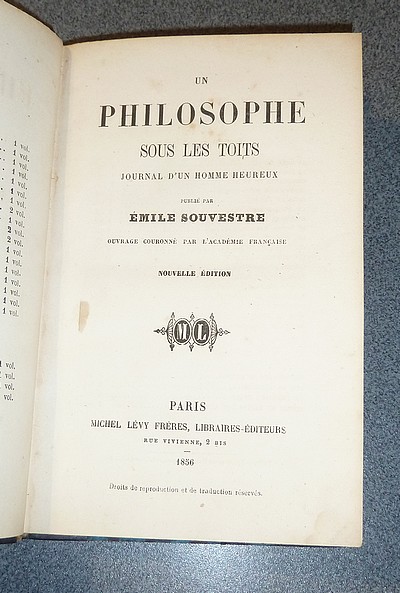 UN
PHILOSOPHE
SOUS LES TOITS
JOURNAL D'UN HOMME HEUREUX
PUBLIÉ PAR
ÉMILE SOUVESTRE
OUVRAGE COURONNÉ PAR L'ACADÉMIE FRANÇAISE
NOUVELLE ÉDITION
ML
PARIS
MICHEL LÉVY FRÈRES, LIBRAIRES-ÉDITEURS
RUE VIVIENNE, 2 BIS
1856
Droits de reproduction et de traduction réservés.